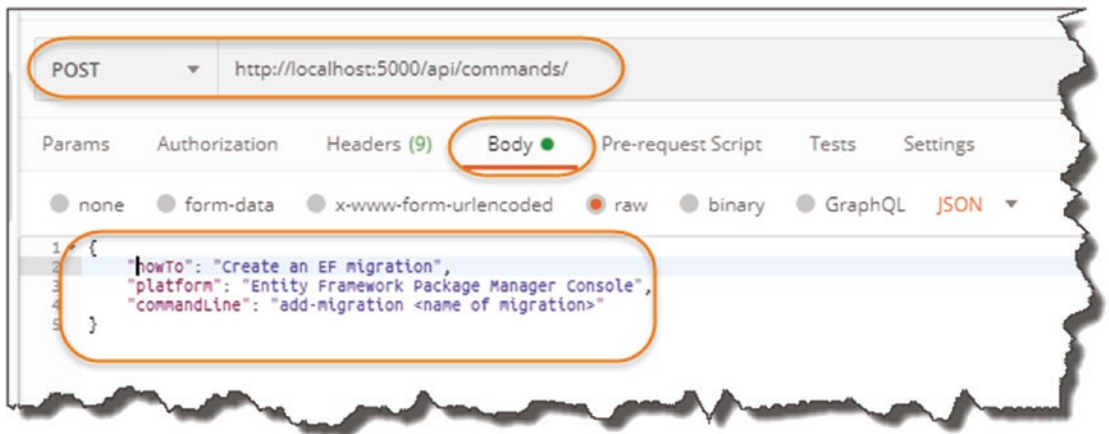 POST http://localhost:5000/api/commands/
Params Authorization Headers (9) Body Pre-request Script Tests Settings
none form-data x-www-form-urlencoded raw binary GraphQL JSON
1 {
2 "howTo": "Create an EF migration",
3 "platform": "Entity Framework Package Manager Console",
4 "commandLine": "add-migration <name of migration>"
5 }